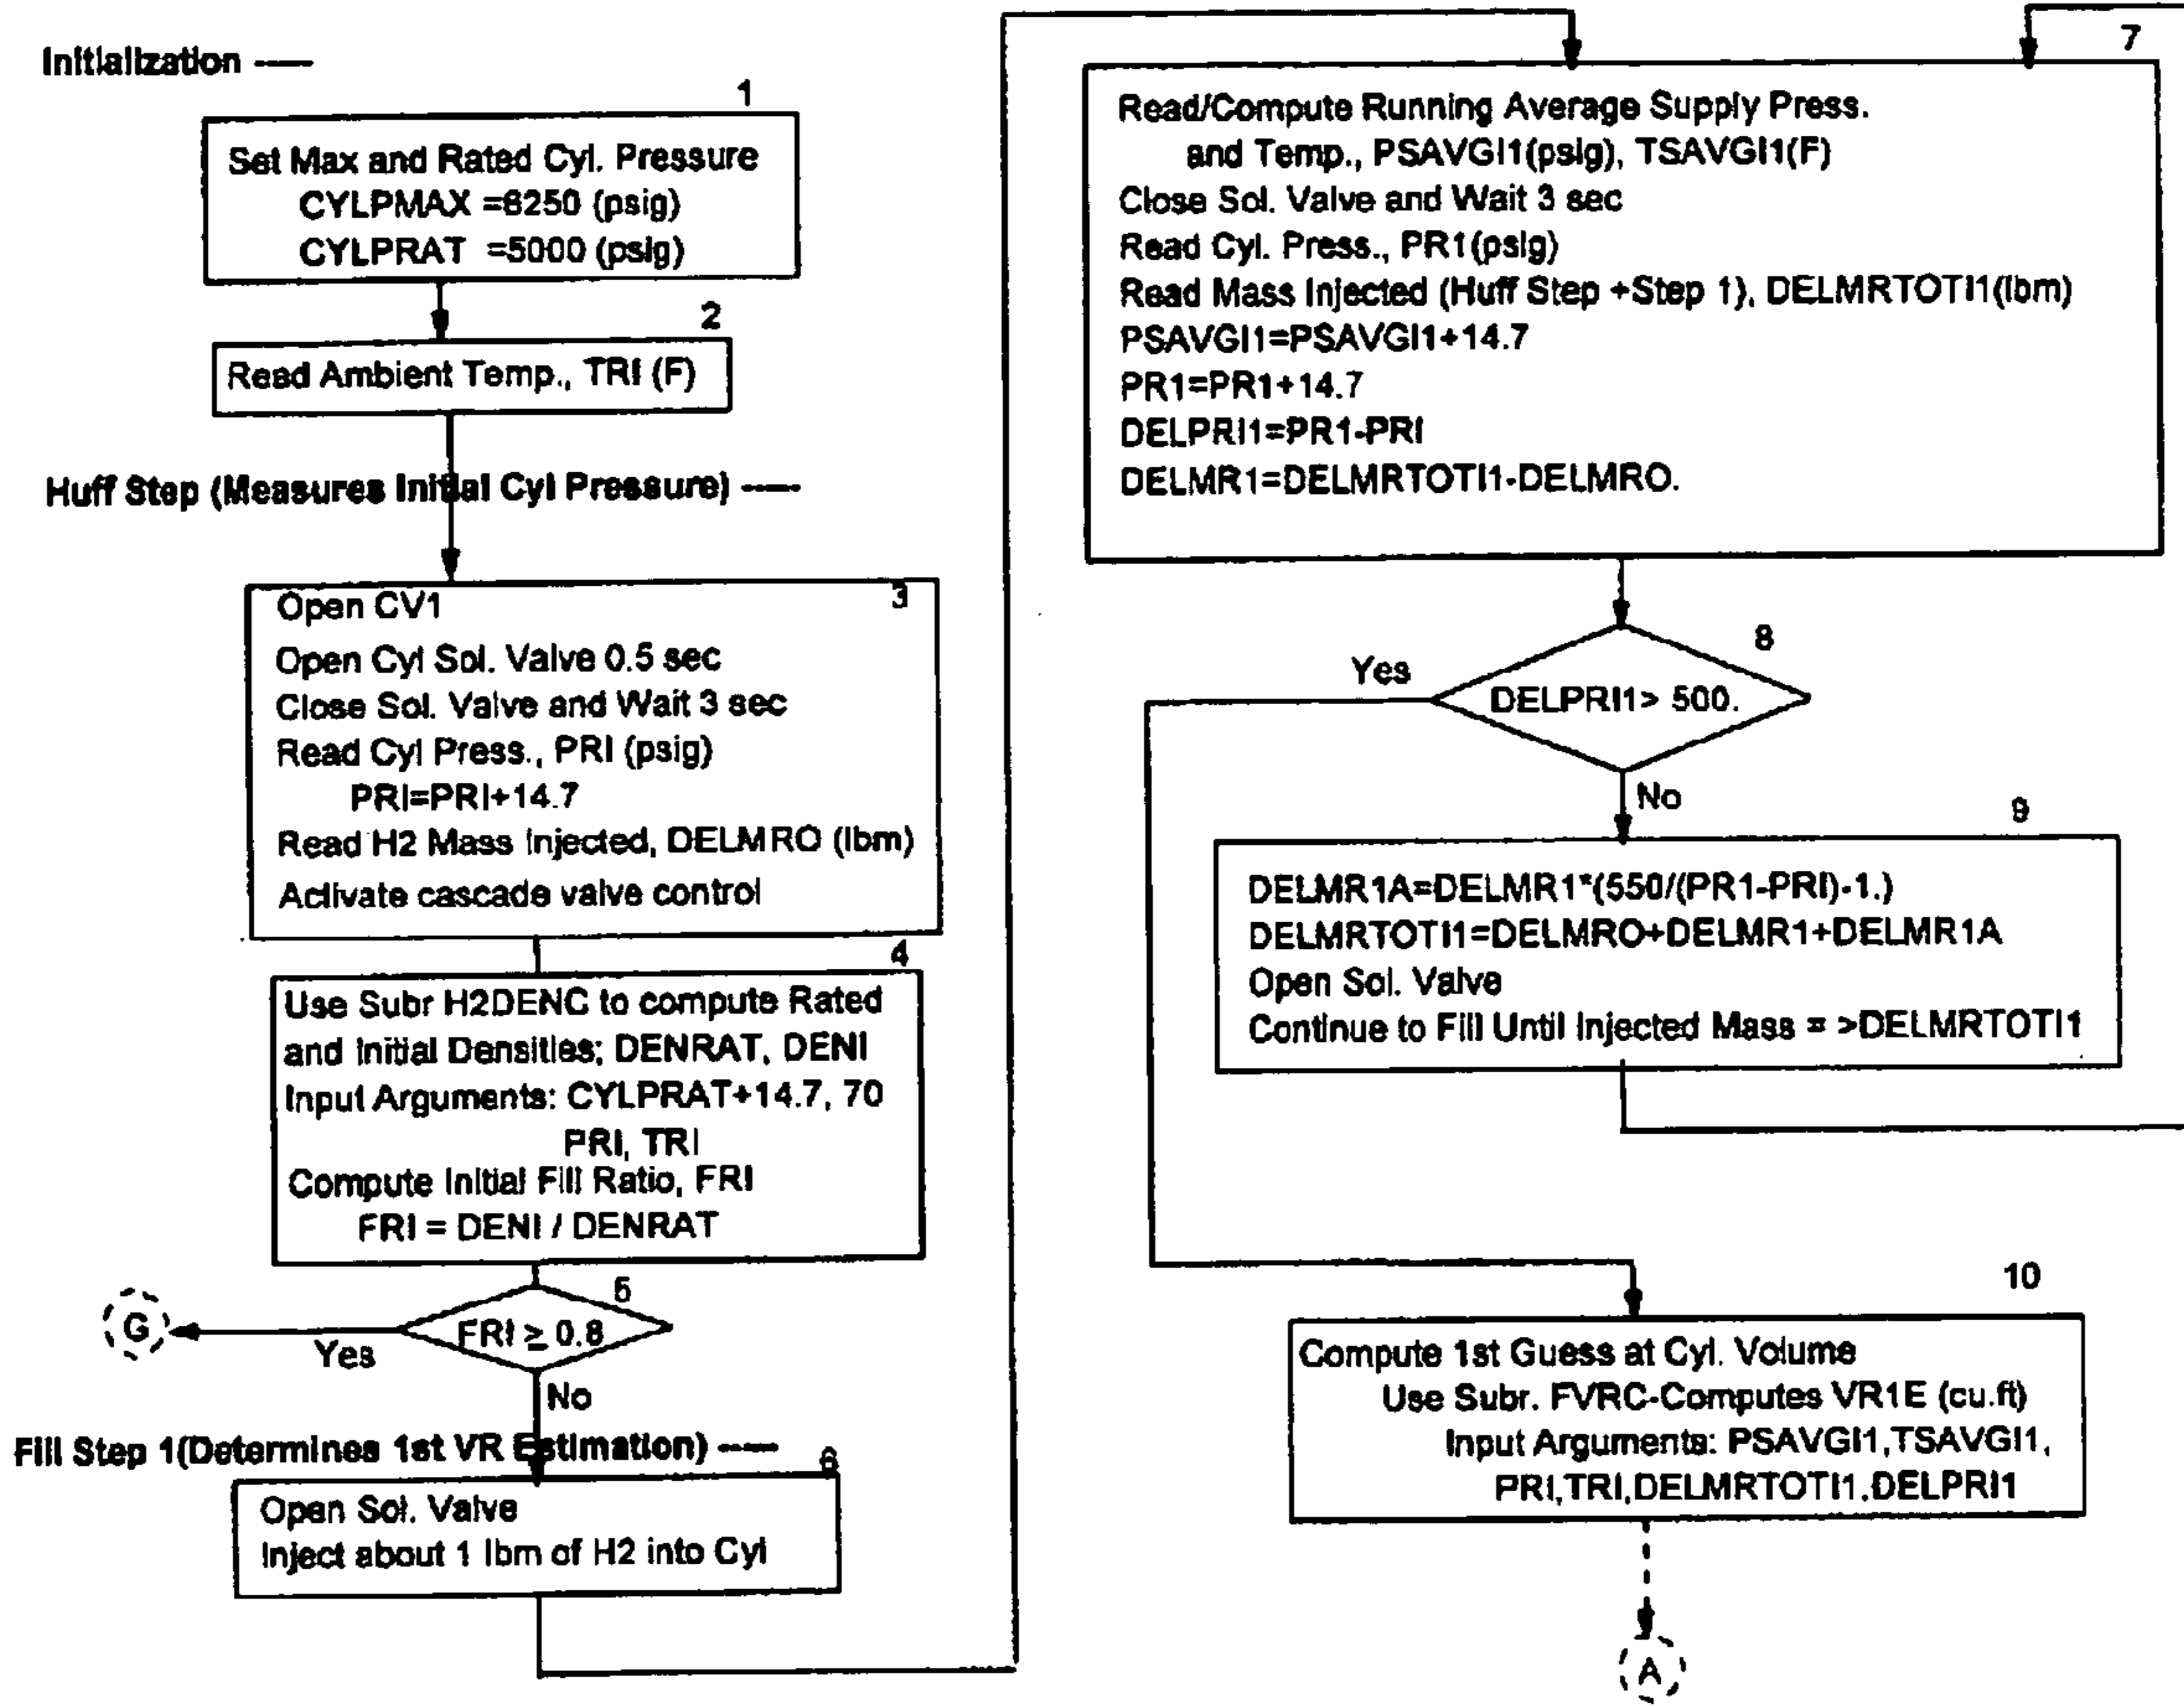 Initialization ----
1
Set Max and Rated Cyl. Pressure
CYLPMAX =6250 (psig)
CYLPRAT =5000 (psig)
2
Read Ambient Temp., TRI (F)
Huff Step (Measures Initial Cyl Pressure) ----
3
Open CV1
Open Cyl Sol. Valve 0.5 sec
Close Sol. Valve and Wait 3 sec
Read Cyl Press., PRI (psig)
PRI=PRI+14.7
Read H2 Mass Injected, DELMRO (lbm)
Activate cascade valve control
4
Use Subr H2DENC to compute Rated
and Initial Densities; DENRAT, DENI
Input Arguments: CYLPRAT+14.7, 70
PRI, TRI
Compute Initial Fill Ratio, FRI
FRI = DENI / DENRAT
5
FRI ≥ 0.8
Yes
G
No
Fill Step 1(Determines 1st VR Estimation) ----
6
Open Sol. Valve
Inject about 1 lbm of H2 into Cyl
7
Read/Compute Running Average Supply Press.
and Temp., PSAVGI1(psig), TSAVGI1(F)
Close Sol. Valve and Wait 3 sec
Read Cyl. Press., PR1(psig)
Read Mass Injected (Huff Step +Step 1), DELMRTOTI1(lbm)
PSAVGI1=PSAVGI1+14.7
PR1=PR1+14.7
DELPRI1=PR1-PRI
DELMR1=DELMRTOTI1-DELMRO.
8
DELPRI1> 500.
Yes
No
9
DELMR1A=DELMR1*(550/(PR1-PRI)-1.)
DELMRTOTI1=DELMRO+DELMR1+DELMR1A
Open Sol. Valve
Continue to Fill Until Injected Mass = >DELMRTOTI1
10
Compute 1st Guess at Cyl. Volume
Use Subr. FVRC-Computes VR1E (cu.ft)
Input Arguments: PSAVGI1,TSAVGI1,
PRI,TRI,DELMRTOTI1.DELPRI1
A